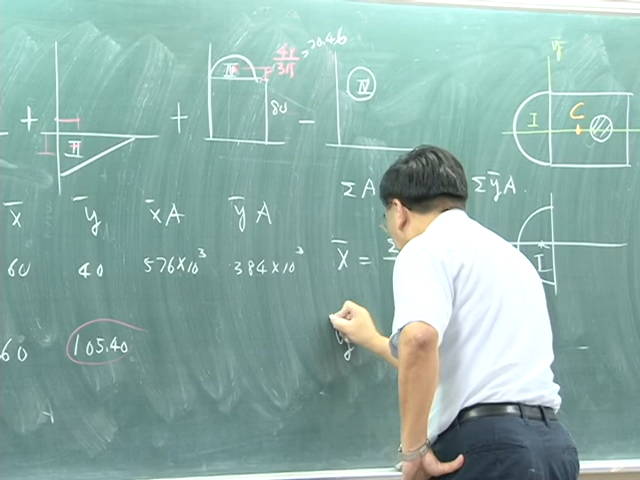 4r/3π = 20.46
ȳ
+ II + III 80 − IV
I C
ΣA ΣȳA.
x̄ ȳ x̄A ȳA
60 40 576×10³ 384×10³ x̄ =
I
60 105.40